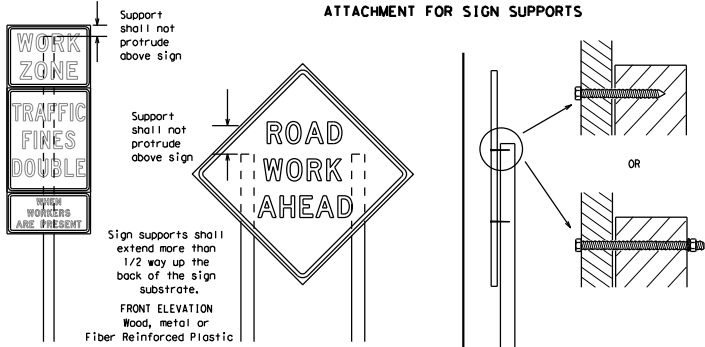 ATTACHMENT FOR SIGN SUPPORTS
Support
shall not
protrude
above sign
WORK
ZONE
TRAFFIC
FINES
DOUBLE
WHEN
WORKERS
ARE PRESENT
Support
shall not
protrude
above sign
ROAD
WORK
AHEAD
Sign supports shall
extend more than
1/2 way up the
back of the sign
substrate.
FRONT ELEVATION
Wood, metal or
Fiber Reinforced Plastic
OR